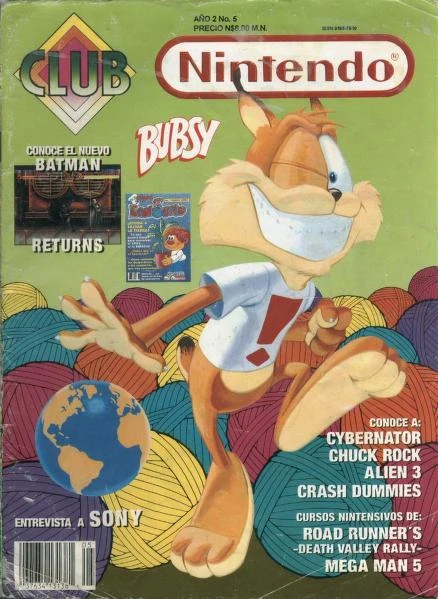 AÑO 2 No. 5
PRECIO N$8.00 M.N.
CLUB
Nintendo®
BUBSY
CONOCE EL NUEVO
BATMAN
RETURNS
CONOCE A:
CYBERNATOR
CHUCK ROCK
ALIEN 3
CRASH DUMMIES
CURSOS NINTENSIVOS DE:
ROAD RUNNER'S
-DEATH VALLEY RALLY-
MEGA MAN 5
ENTREVISTA A SONY